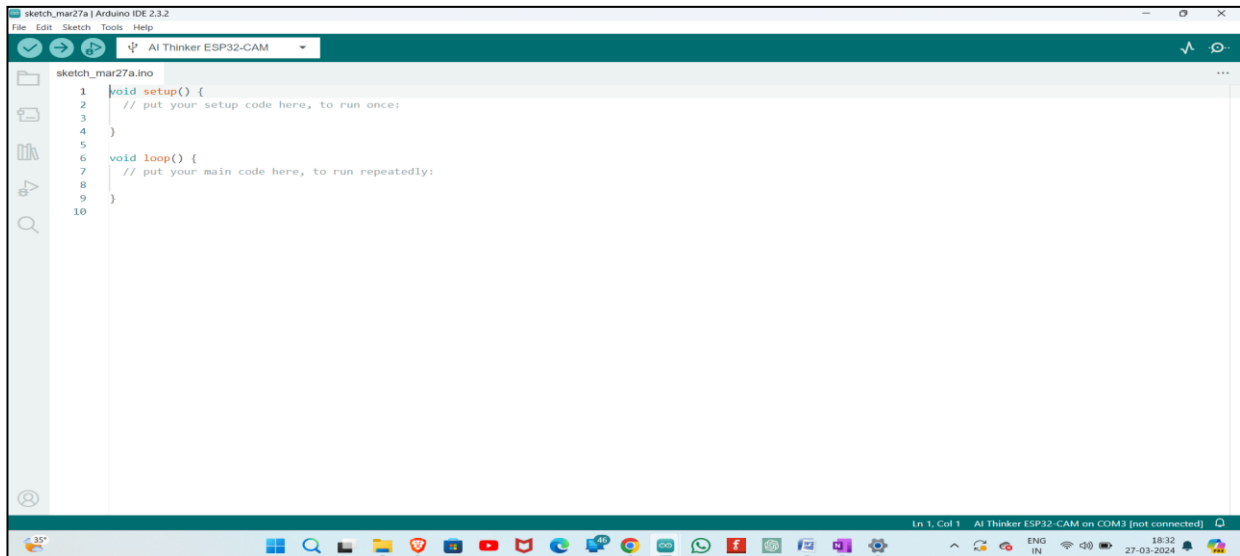 sketch_mar27a | Arduino IDE 2.3.2
File Edit Sketch Tools Help
AI Thinker ESP32-CAM
sketch_mar27a.ino
1 void setup() {
2 // put your setup code here, to run once:
3
4 }
5
6 void loop() {
7 // put your main code here, to run repeatedly:
8
9 }
10
Ln 1, Col 1 AI Thinker ESP32-CAM on COM3 [not connected]
35°
46
ENG
IN
18:32
27-03-2024